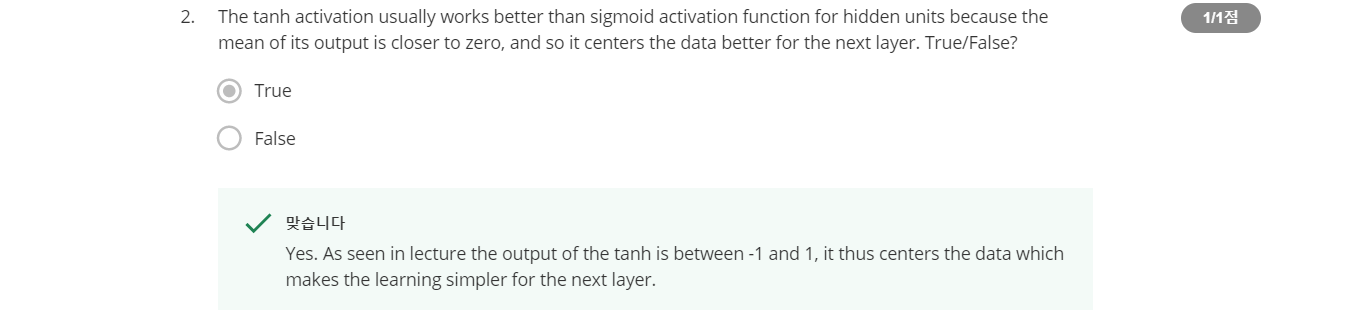 2. The tanh activation usually works better than sigmoid activation function for hidden units because the
1/1점
mean of its output is closer to zero, and so it centers the data better for the next layer. True/False?
True
False
맞습니다
Yes. As seen in lecture the output of the tanh is between -1 and 1, it thus centers the data which
makes the learning simpler for the next layer.